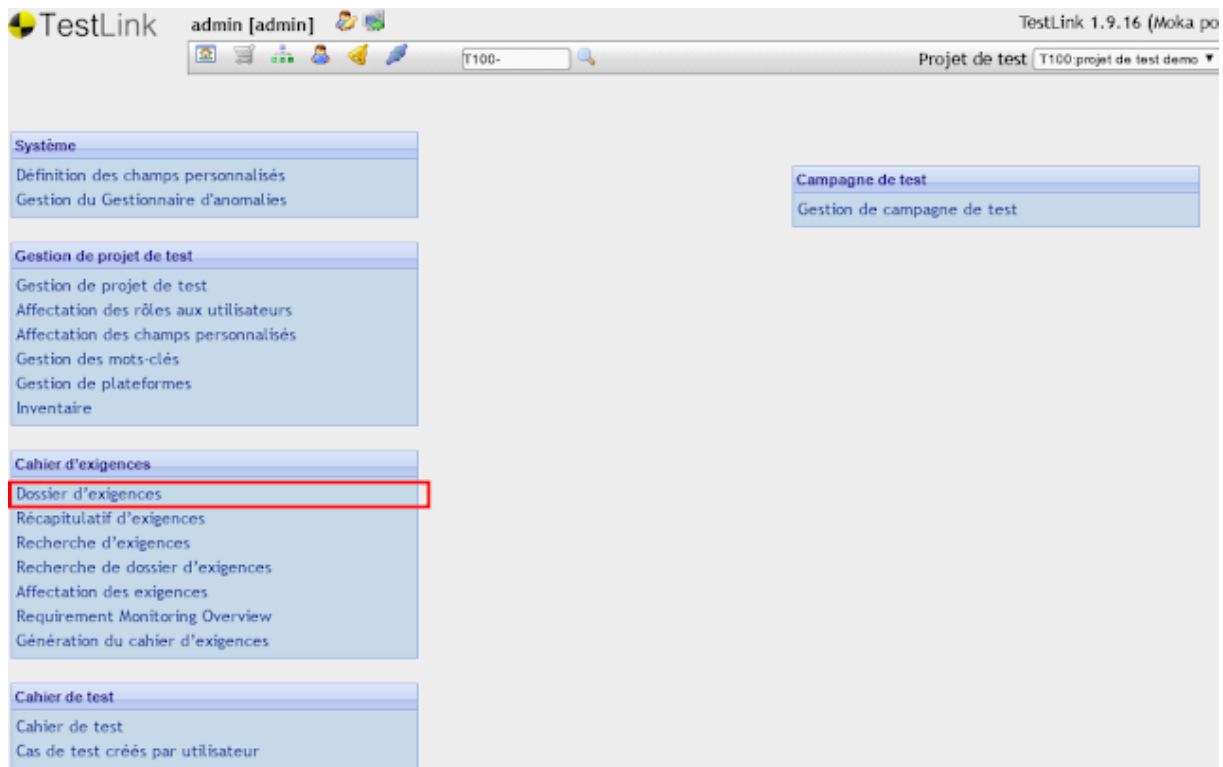 TestLink admin [admin] TestLink 1.9.16 (Moka po
T100- Projet de test T100:projet de test demo
Système
Définition des champs personnalisés
Gestion du Gestionnaire d'anomalies
Campagne de test
Gestion de campagne de test
Gestion de projet de test
Gestion de projet de test
Affectation des rôles aux utilisateurs
Affectation des champs personnalisés
Gestion des mots-clés
Gestion de plateformes
Inventaire
Cahier d'exigences
Dossier d'exigences
Récapitulatif d'exigences
Recherche d'exigences
Recherche de dossier d'exigences
Affectation des exigences
Requirement Monitoring Overview
Génération du cahier d'exigences
Cahier de test
Cahier de test
Cas de test créés par utilisateur